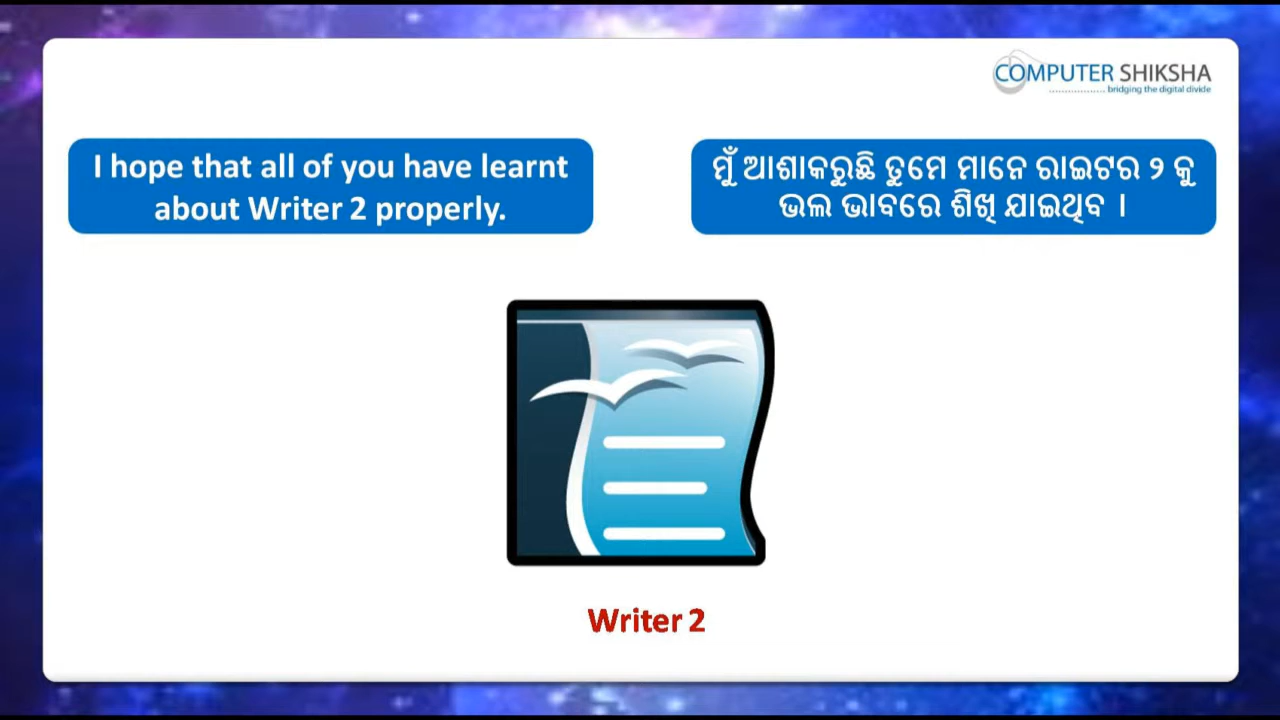 COMPUTER SHIKSHA
bridging the digital divide
I hope that all of you have learnt
about Writer 2 properly.
ମୁଁ ଆଶାକରୁଛି ତୁମେ ମାନେ ରାଇଟର ୨ କୁ
ଭଲ ଭାବରେ ଶିଖି ଯାଇଥିବ ।
Writer 2